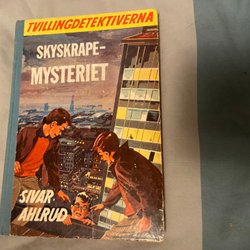 TVILLINGDETEKTIVERNA
SKYSKRAPE-
MYSTERIET
SIVAR
AHLRUD